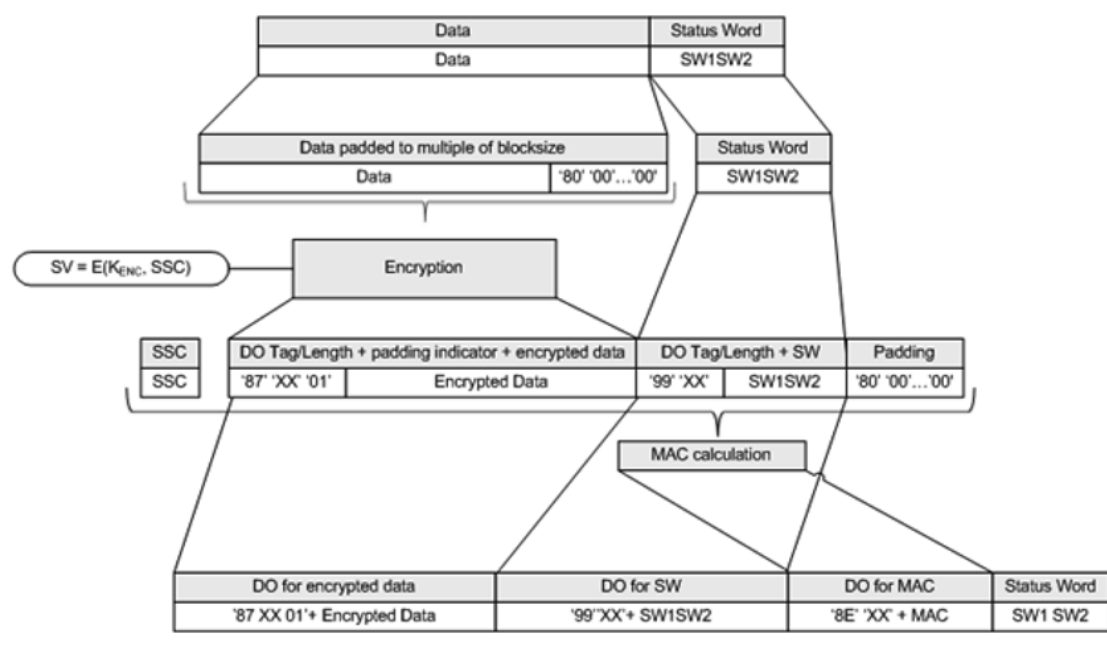 Data Status Word
Data SW1SW2
Data padded to multiple of blocksize Status Word
Data '80' '00'...'00' SW1SW2
SV = E(KENC, SSC) Encryption
SSC DO Tag/Length + padding indicator + encrypted data DO Tag/Length + SW Padding
SSC '87' 'XX' '01' Encrypted Data '99' 'XX' SW1SW2 '80' '00'...'00'
MAC calculation
DO for encrypted data DO for SW DO for MAC Status Word
'87 XX 01'+ Encrypted Data '99''XX'+ SW1SW2 '8E' 'XX' + MAC SW1 SW2